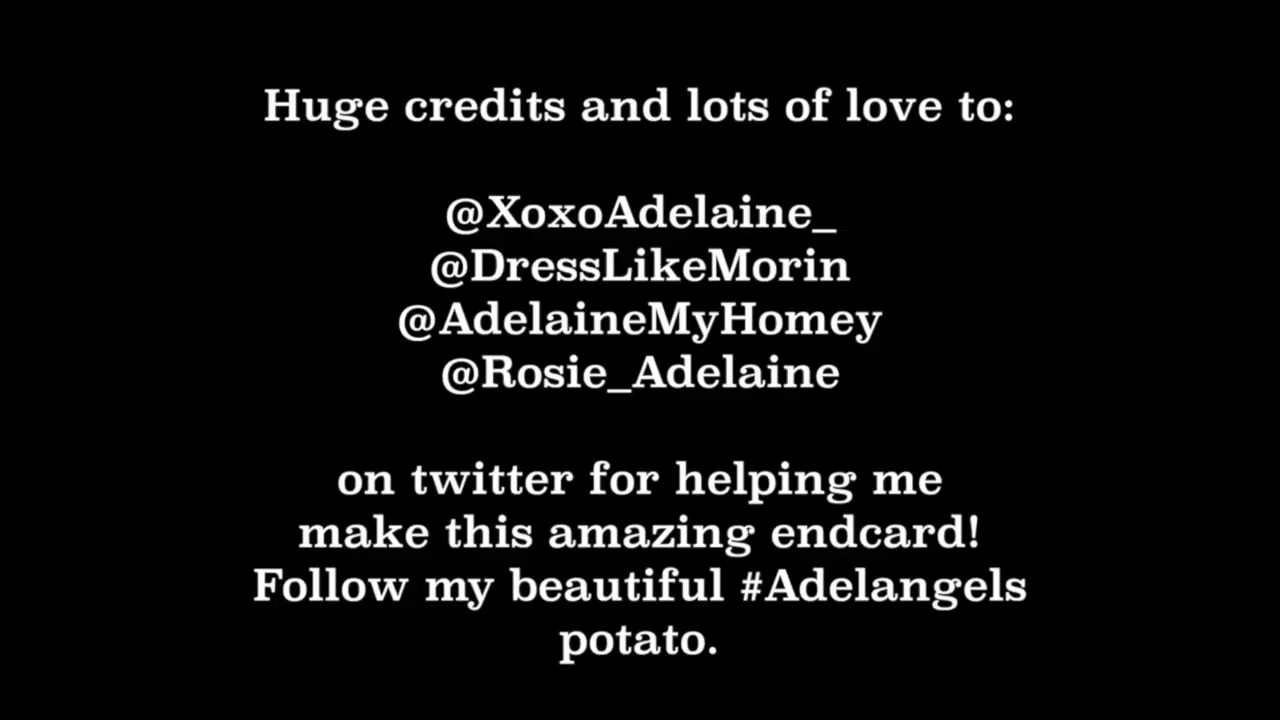 Huge credits and lots of love to:
@XoxoAdelaine_
@DressLikeMorin
@AdelaineMyHomey
@Rosie_Adelaine
on twitter for helping me
make this amazing endcard!
Follow my beautiful #Adelangels
potato.